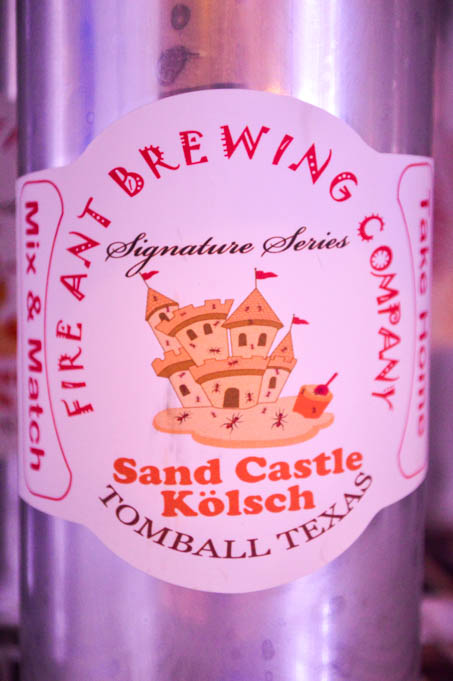 FIRE ANT BREWING COMPANY
Signature Series
Mix & Match
Take Home
Sand Castle
Kölsch
TOMBALL TEXAS